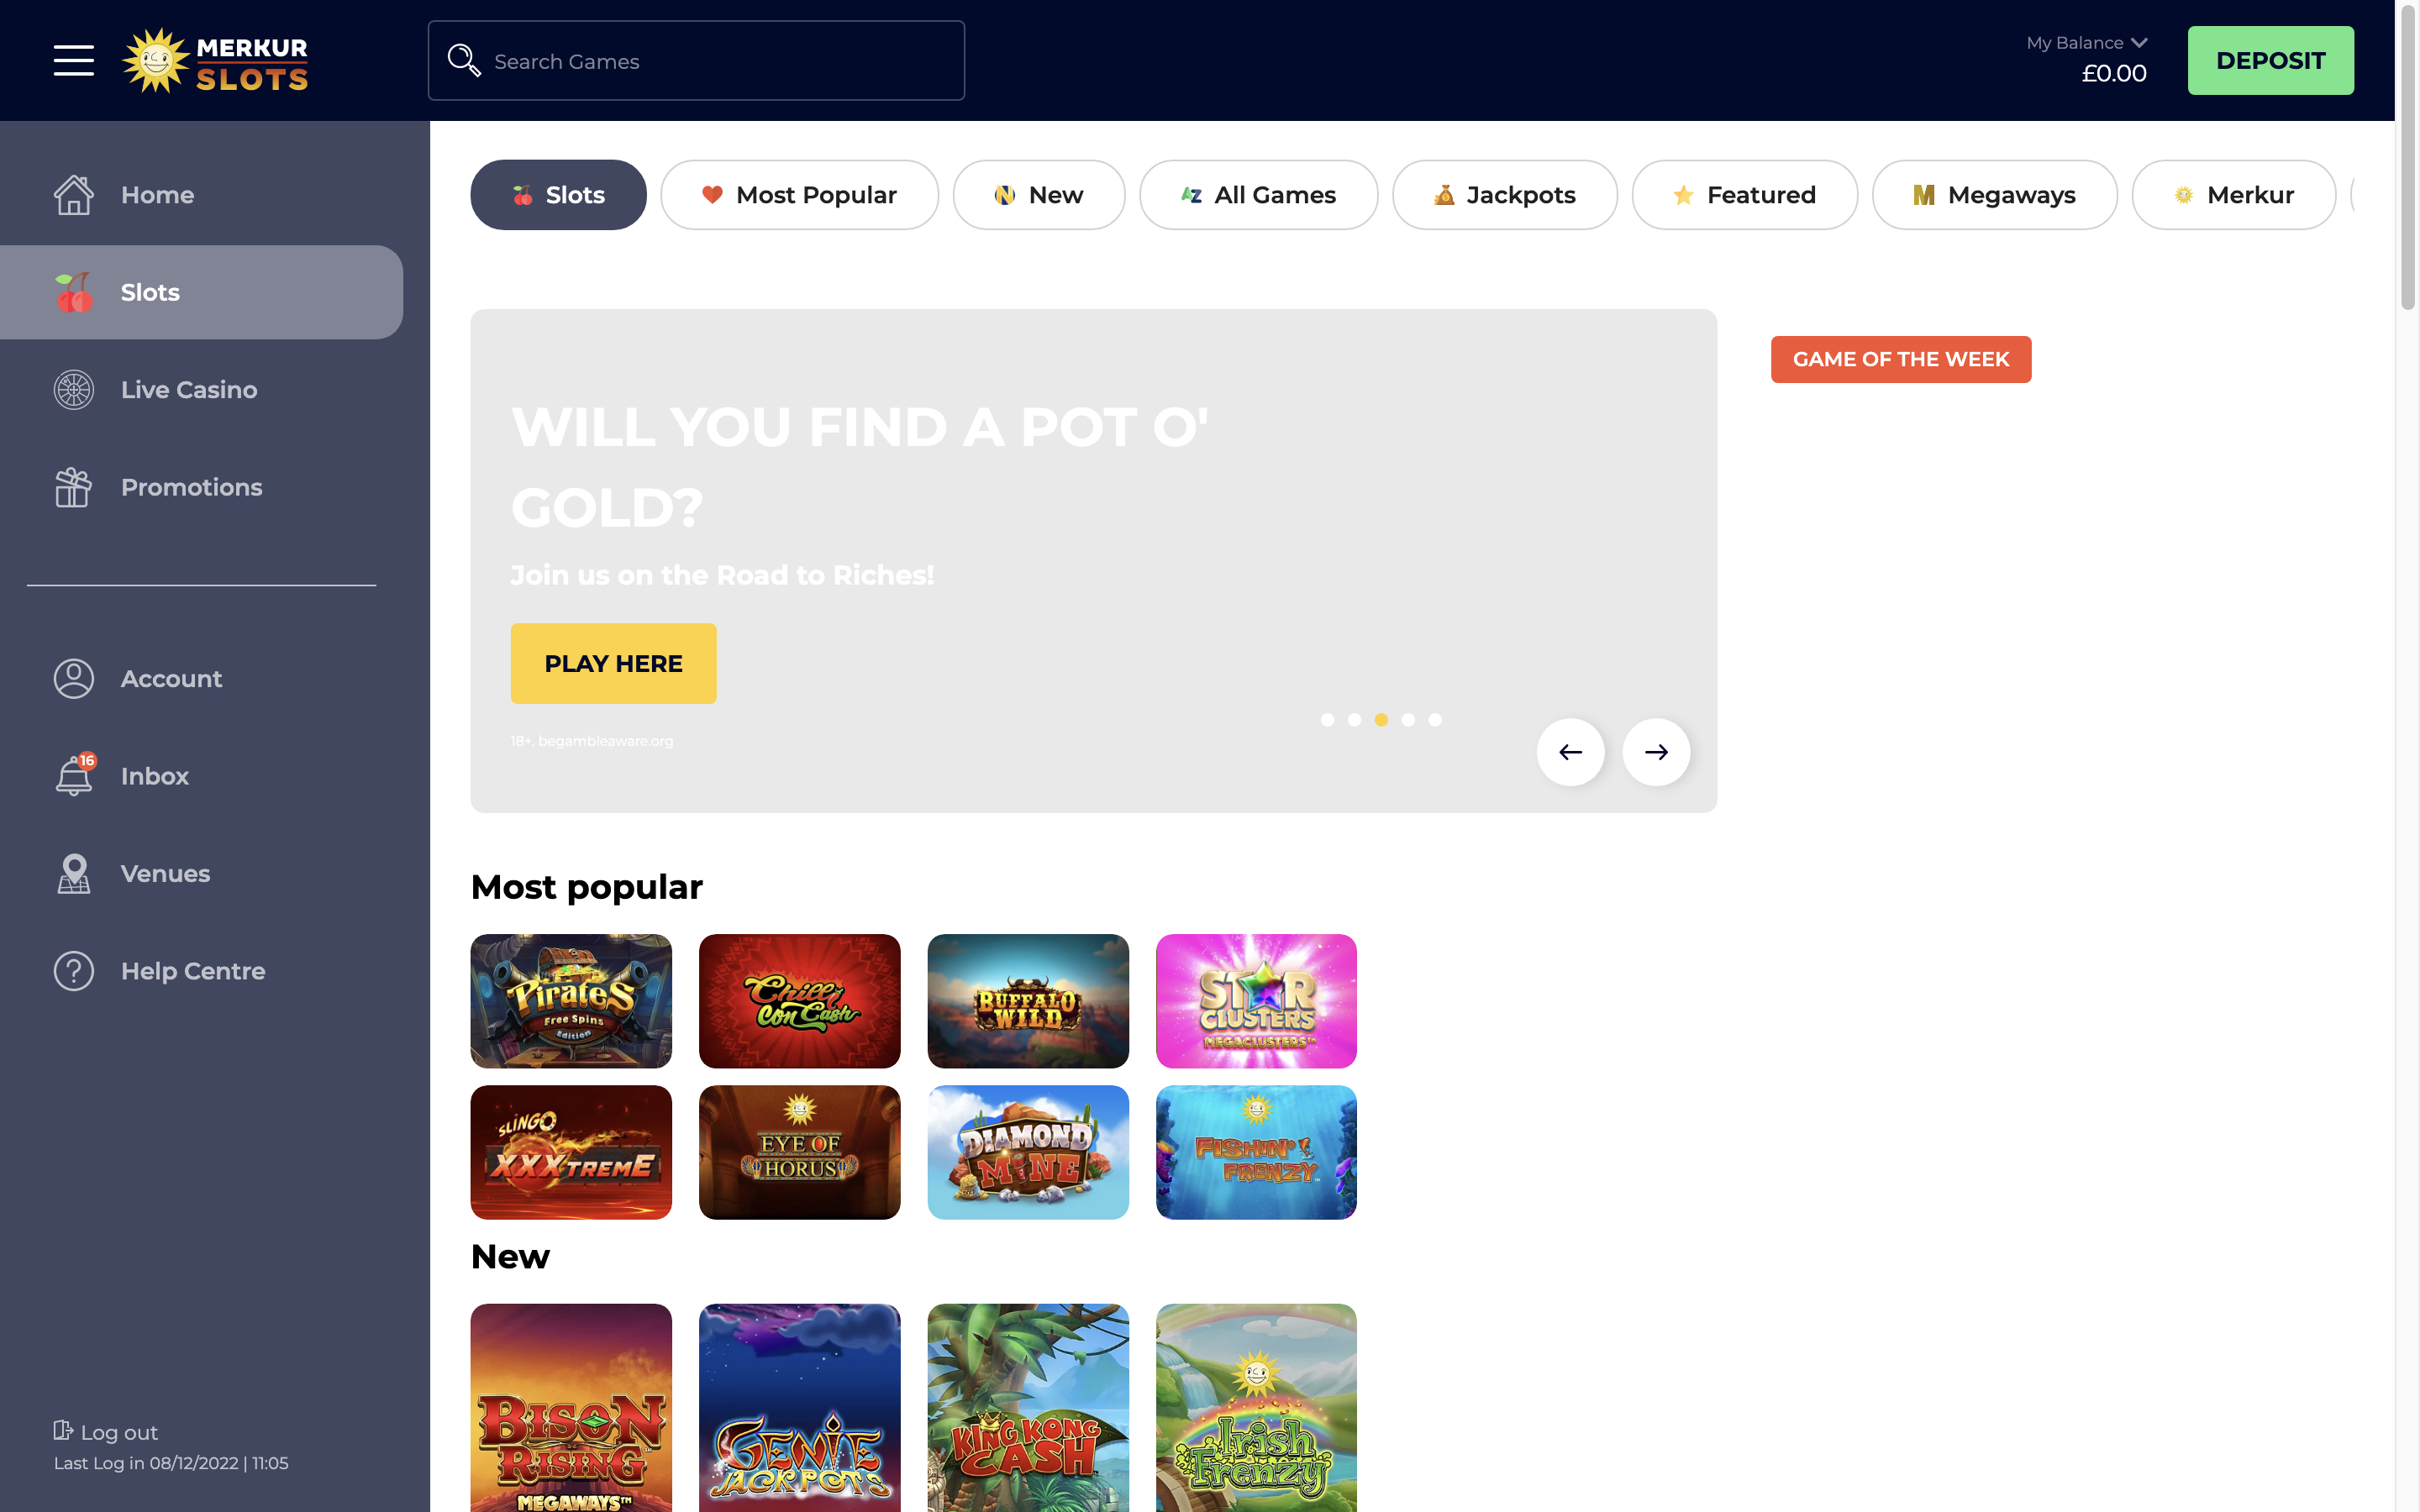 MERKUR
SLOTS
Search Games
My Balance
£0.00
DEPOSIT
Home
Slots
Live Casino
Promotions
Account
16
Inbox
Venues
Help Centre
Log out
Last Log in 08/12/2022 | 11:05
Slots
Most Popular
N New
AZ All Games
Jackpots
Featured
M Megaways
Merkur
WILL YOU FIND A POT O'
GOLD?
Join us on the Road to Riches!
PLAY HERE
18+. begambleaware.org
GAME OF THE WEEK
Most popular
Pirates
Free Spins
Edition
Chilli
Con Cash
BUFFALO
WILD
STAR
CLUSTERS
MEGACLUSTERS™
SLINGO
XXXTREME
EYE OF
HORUS
DIAMOND
MINE
FISHIN'
FRENZY
New
BISON
RISING
MEGAWAYS™
GENIE
JACKPOTS
KING KONG
CASH
Irish
Frenzy